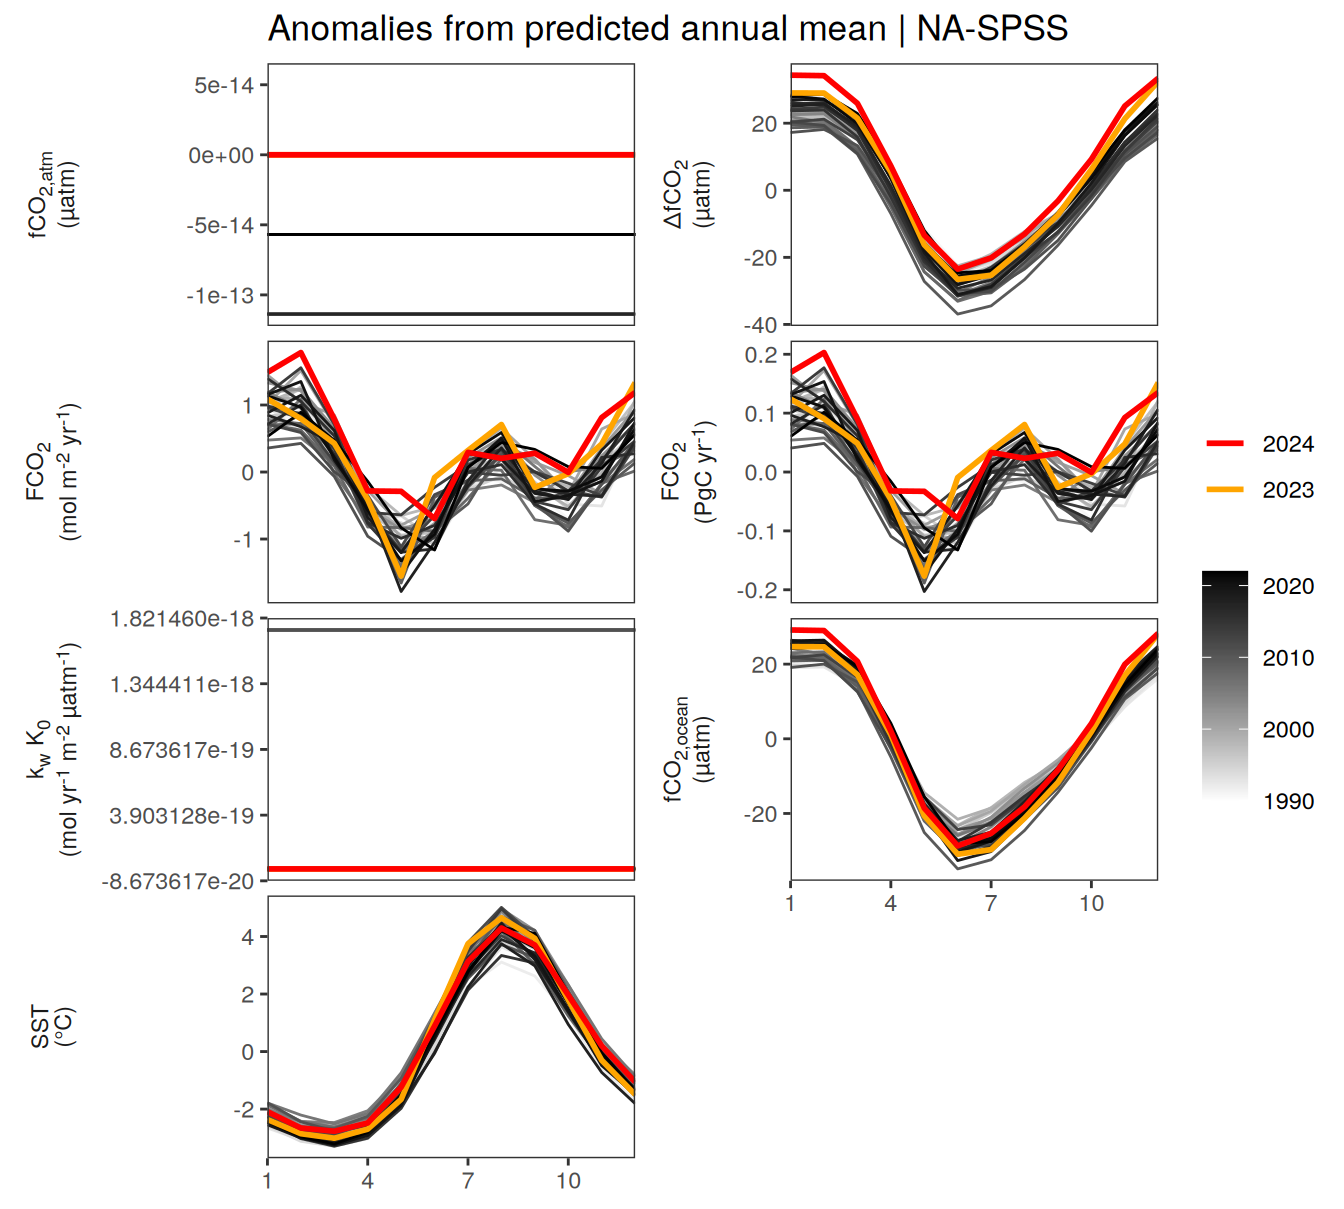 Anomalies from predicted annual mean | NA-SPSS
fCO2,atm
(µatm)
5e-14
0e+00
-5e-14
-1e-13
ΔfCO2
(µatm)
20
0
-20
-40
FCO2
(mol m-2 yr-1)
1
0
-1
FCO2
(PgC yr-1)
0.2
0.1
0.0
-0.1
-0.2
kw K0
(mol yr-1 m-2 µatm-1)
1.821460e-18
1.344411e-18
8.673617e-19
3.903128e-19
-8.673617e-20
fCO2,ocean
(µatm)
20
0
-20
1 4 7 10
SST
(°C)
4
2
0
-2
1 4 7 10
2024
2023
2020
2010
2000
1990